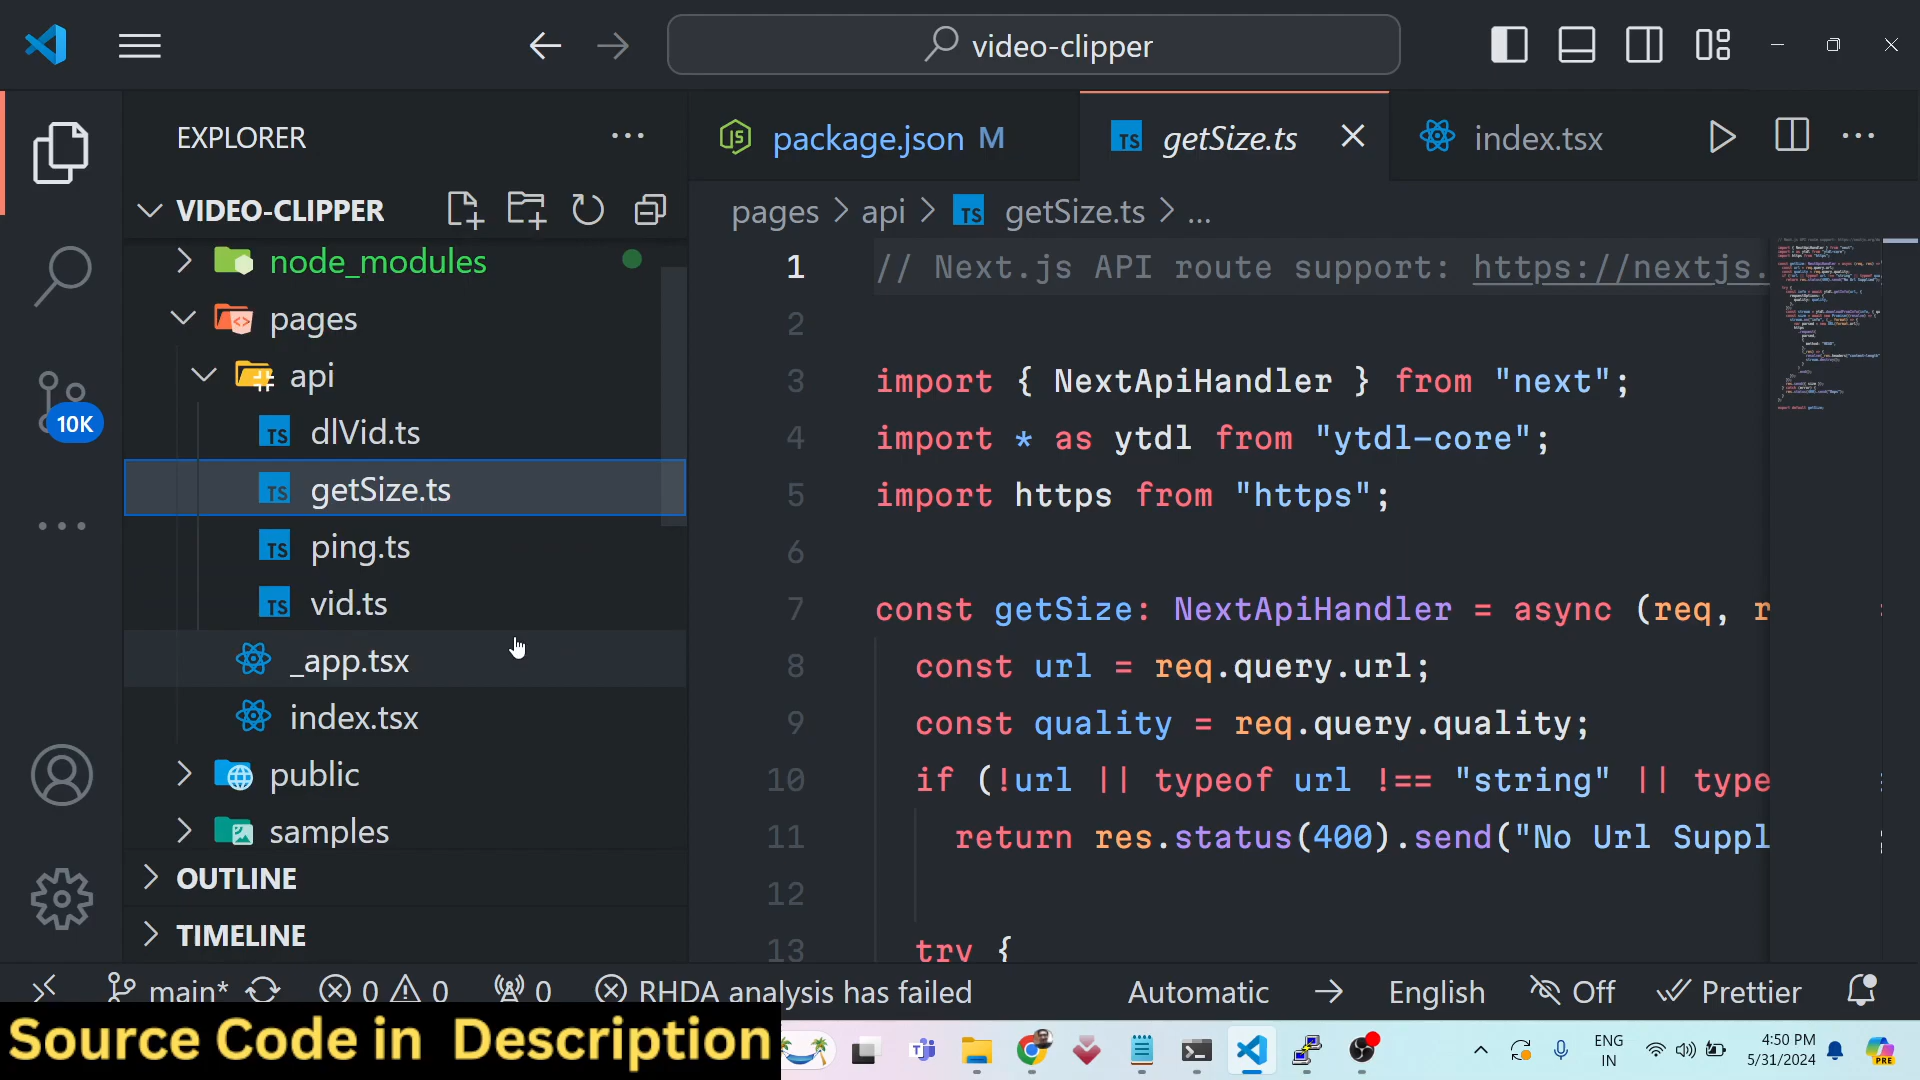 video-clipper
EXPLORER
package.json M
getSize.ts
index.tsx
VIDEO-CLIPPER
pages > api > TS getSize.ts > ...
node_modules
pages
api
TS dlVid.ts
TS getSize.ts
TS ping.ts
TS vid.ts
_app.tsx
index.tsx
public
samples
OUTLINE
TIMELINE
10K
1 // Next.js API route support: https://nextjs.
2
3 import { NextApiHandler } from "next";
4 import * as ytdl from "ytdl-core";
5 import https from "https";
6
7 const getSize: NextApiHandler = async (req, r
8 const url = req.query.url;
9 const quality = req.query.quality;
10 if (!url || typeof url !== "string" || type
11 return res.status(400).send("No Url Suppl
12
13 try {
main* 0 0 0 RHDA analysis has failed Automatic English Off Prettier
Source Code in Description
ENG
IN
4:50 PM
5/31/2024
PRE